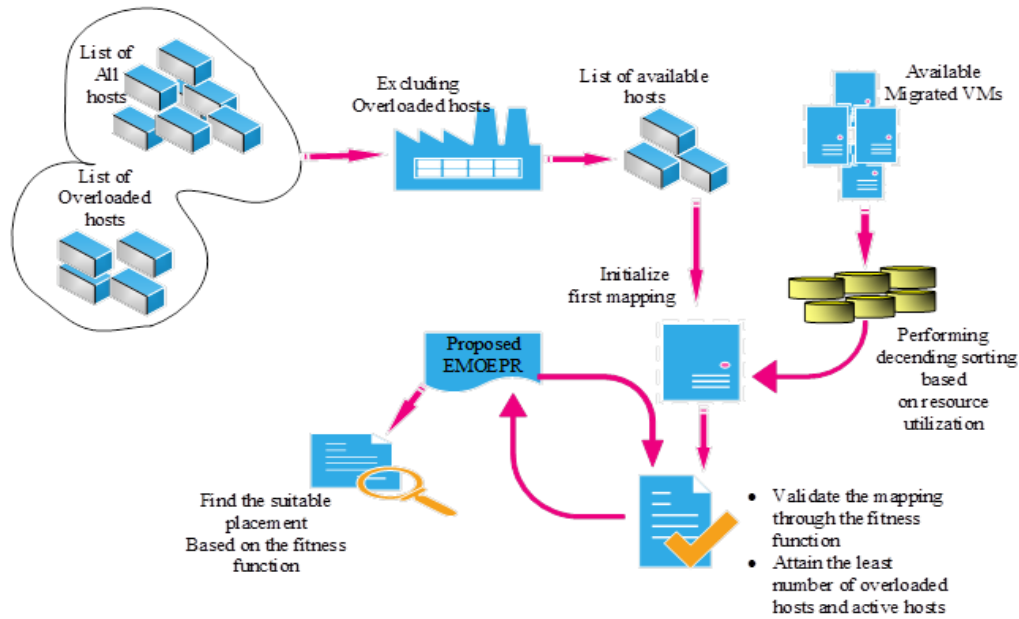 List of
All
hosts
List of
Overloaded
hosts
Excluding
Overloaded hosts
List of available
hosts
Available
Migrated VMs
Initialize
first mapping
Performing
decending sorting
based
on resource
utilization
Proposed
EMOEPR
Find the suitable
placement
Based on the fitness
function
• Validate the mapping
through the fitness
function
• Attain the least
number of overloaded
hosts and active hosts